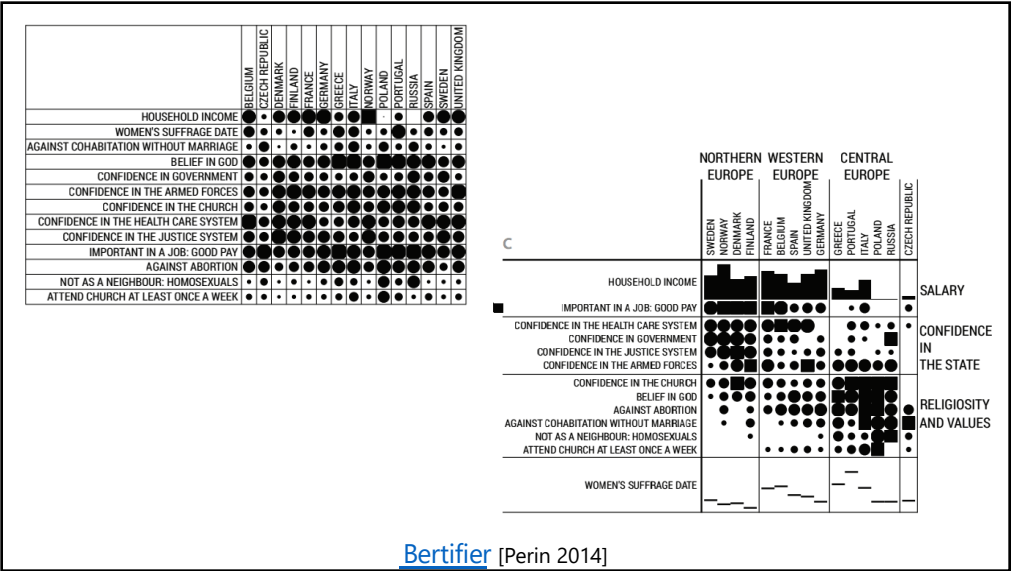 BELGIUM
CZECH REPUBLIC
DENMARK
FINLAND
FRANCE
GERMANY
GREECE
ITALY
NORWAY
POLAND
PORTUGAL
RUSSIA
SPAIN
SWEDEN
UNITED KINGDOM
HOUSEHOLD INCOME
WOMEN'S SUFFRAGE DATE
AGAINST COHABITATION WITHOUT MARRIAGE
BELIEF IN GOD
CONFIDENCE IN GOVERNMENT
CONFIDENCE IN THE ARMED FORCES
CONFIDENCE IN THE CHURCH
CONFIDENCE IN THE HEALTH CARE SYSTEM
CONFIDENCE IN THE JUSTICE SYSTEM
IMPORTANT IN A JOB: GOOD PAY
AGAINST ABORTION
NOT AS A NEIGHBOUR: HOMOSEXUALS
ATTEND CHURCH AT LEAST ONCE A WEEK
C
NORTHERN
EUROPE
WESTERN
EUROPE
CENTRAL
EUROPE
SWEDEN
NORWAY
DENMARK
FINLAND
FRANCE
BELGIUM
SPAIN
UNITED KINGDOM
GERMANY
GREECE
PORTUGAL
ITALY
POLAND
RUSSIA
CZECH REPUBLIC
HOUSEHOLD INCOME
IMPORTANT IN A JOB: GOOD PAY
SALARY
CONFIDENCE IN THE HEALTH CARE SYSTEM
CONFIDENCE IN GOVERNMENT
CONFIDENCE IN THE JUSTICE SYSTEM
CONFIDENCE IN THE ARMED FORCES
CONFIDENCE
IN
THE STATE
CONFIDENCE IN THE CHURCH
BELIEF IN GOD
AGAINST ABORTION
AGAINST COHABITATION WITHOUT MARRIAGE
NOT AS A NEIGHBOUR: HOMOSEXUALS
ATTEND CHURCH AT LEAST ONCE A WEEK
RELIGIOSITY
AND VALUES
WOMEN'S SUFFRAGE DATE
Bertifier [Perin 2014]